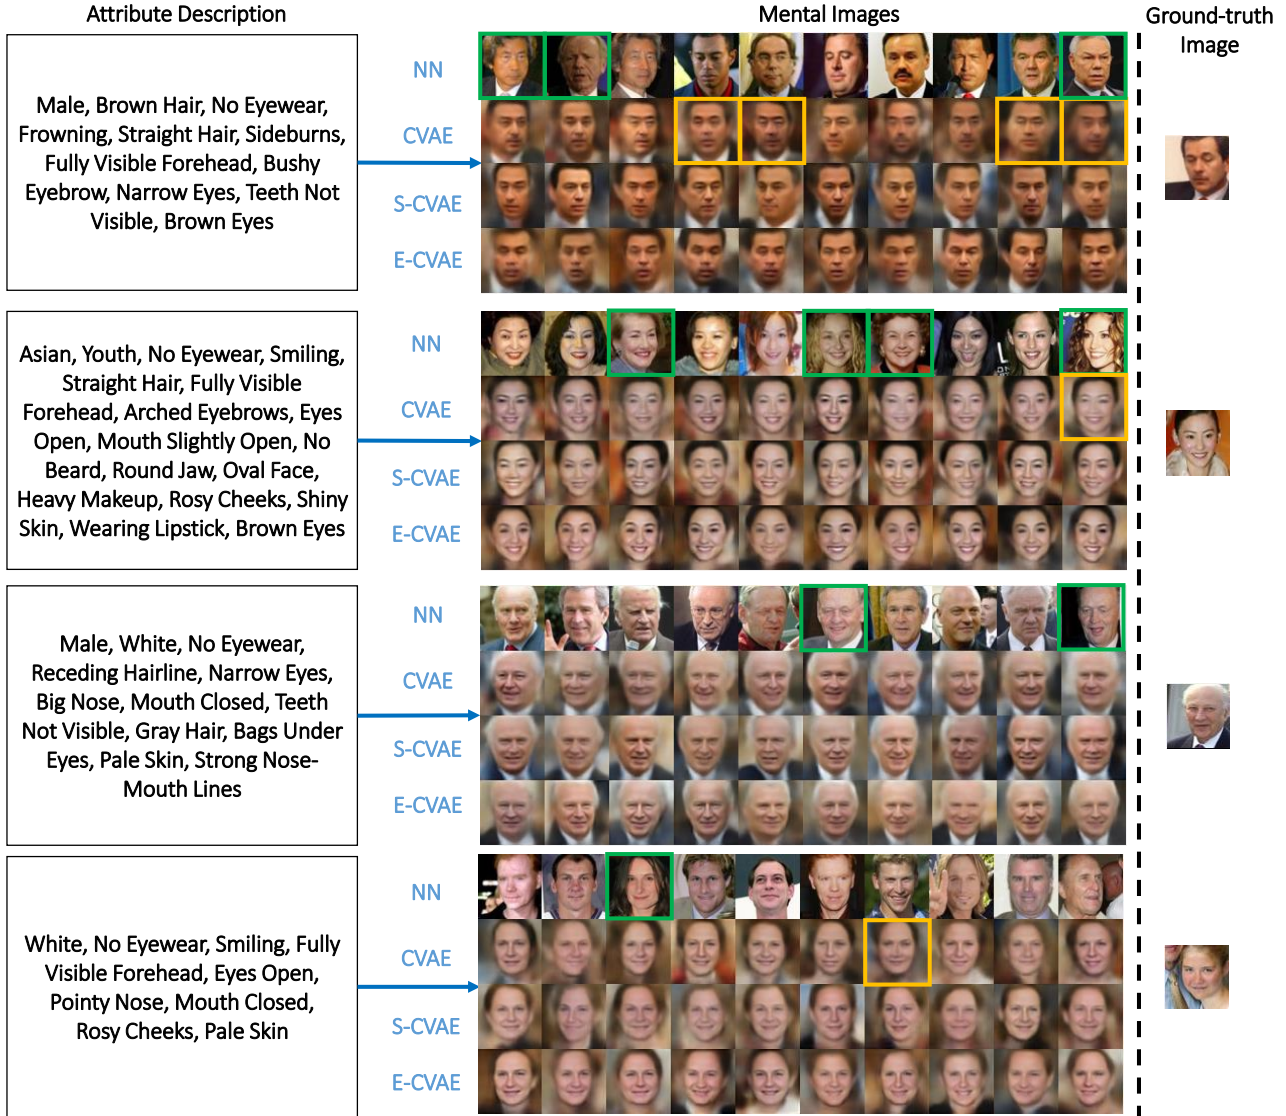 Attribute Description
Mental Images
Ground-truth
Image
Male, Brown Hair, No Eyewear,
Frowning, Straight Hair, Sideburns,
Fully Visible Forehead, Bushy
Eyebrow, Narrow Eyes, Teeth Not
Visible, Brown Eyes
NN
CVAE
S-CVAE
E-CVAE
Asian, Youth, No Eyewear, Smiling,
Straight Hair, Fully Visible
Forehead, Arched Eyebrows, Eyes
Open, Mouth Slightly Open, No
Beard, Round Jaw, Oval Face,
Heavy Makeup, Rosy Cheeks, Shiny
Skin, Wearing Lipstick, Brown Eyes
NN
CVAE
S-CVAE
E-CVAE
Male, White, No Eyewear,
Receding Hairline, Narrow Eyes,
Big Nose, Mouth Closed, Teeth
Not Visible, Gray Hair, Bags Under
Eyes, Pale Skin, Strong Nose-
Mouth Lines
NN
CVAE
S-CVAE
E-CVAE
White, No Eyewear, Smiling, Fully
Visible Forehead, Eyes Open,
Pointy Nose, Mouth Closed,
Rosy Cheeks, Pale Skin
NN
CVAE
S-CVAE
E-CVAE